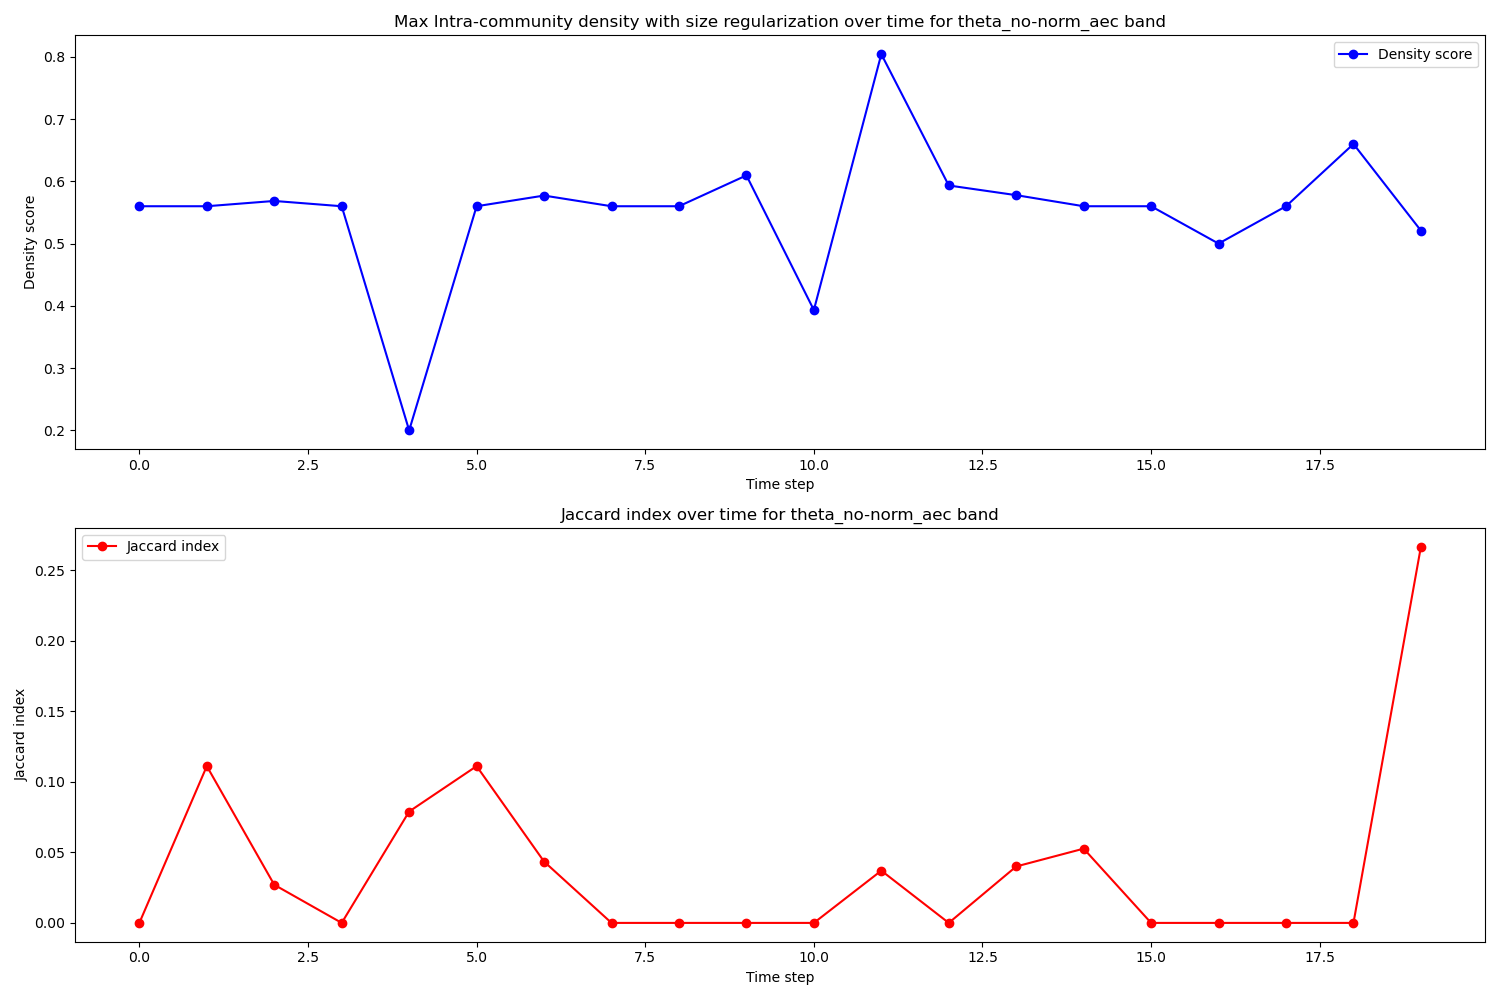 Max Intra-community density with size regularization over time for theta_no-norm_aec band
Density score
0.8
0.7
0.6
0.5
0.4
0.3
0.2
Density score
0.0 2.5 5.0 7.5 10.0 12.5 15.0 17.5
Time step
Jaccard index over time for theta_no-norm_aec band
Jaccard index
0.25
0.20
0.15
0.10
0.05
0.00
Jaccard index
0.0 2.5 5.0 7.5 10.0 12.5 15.0 17.5
Time step